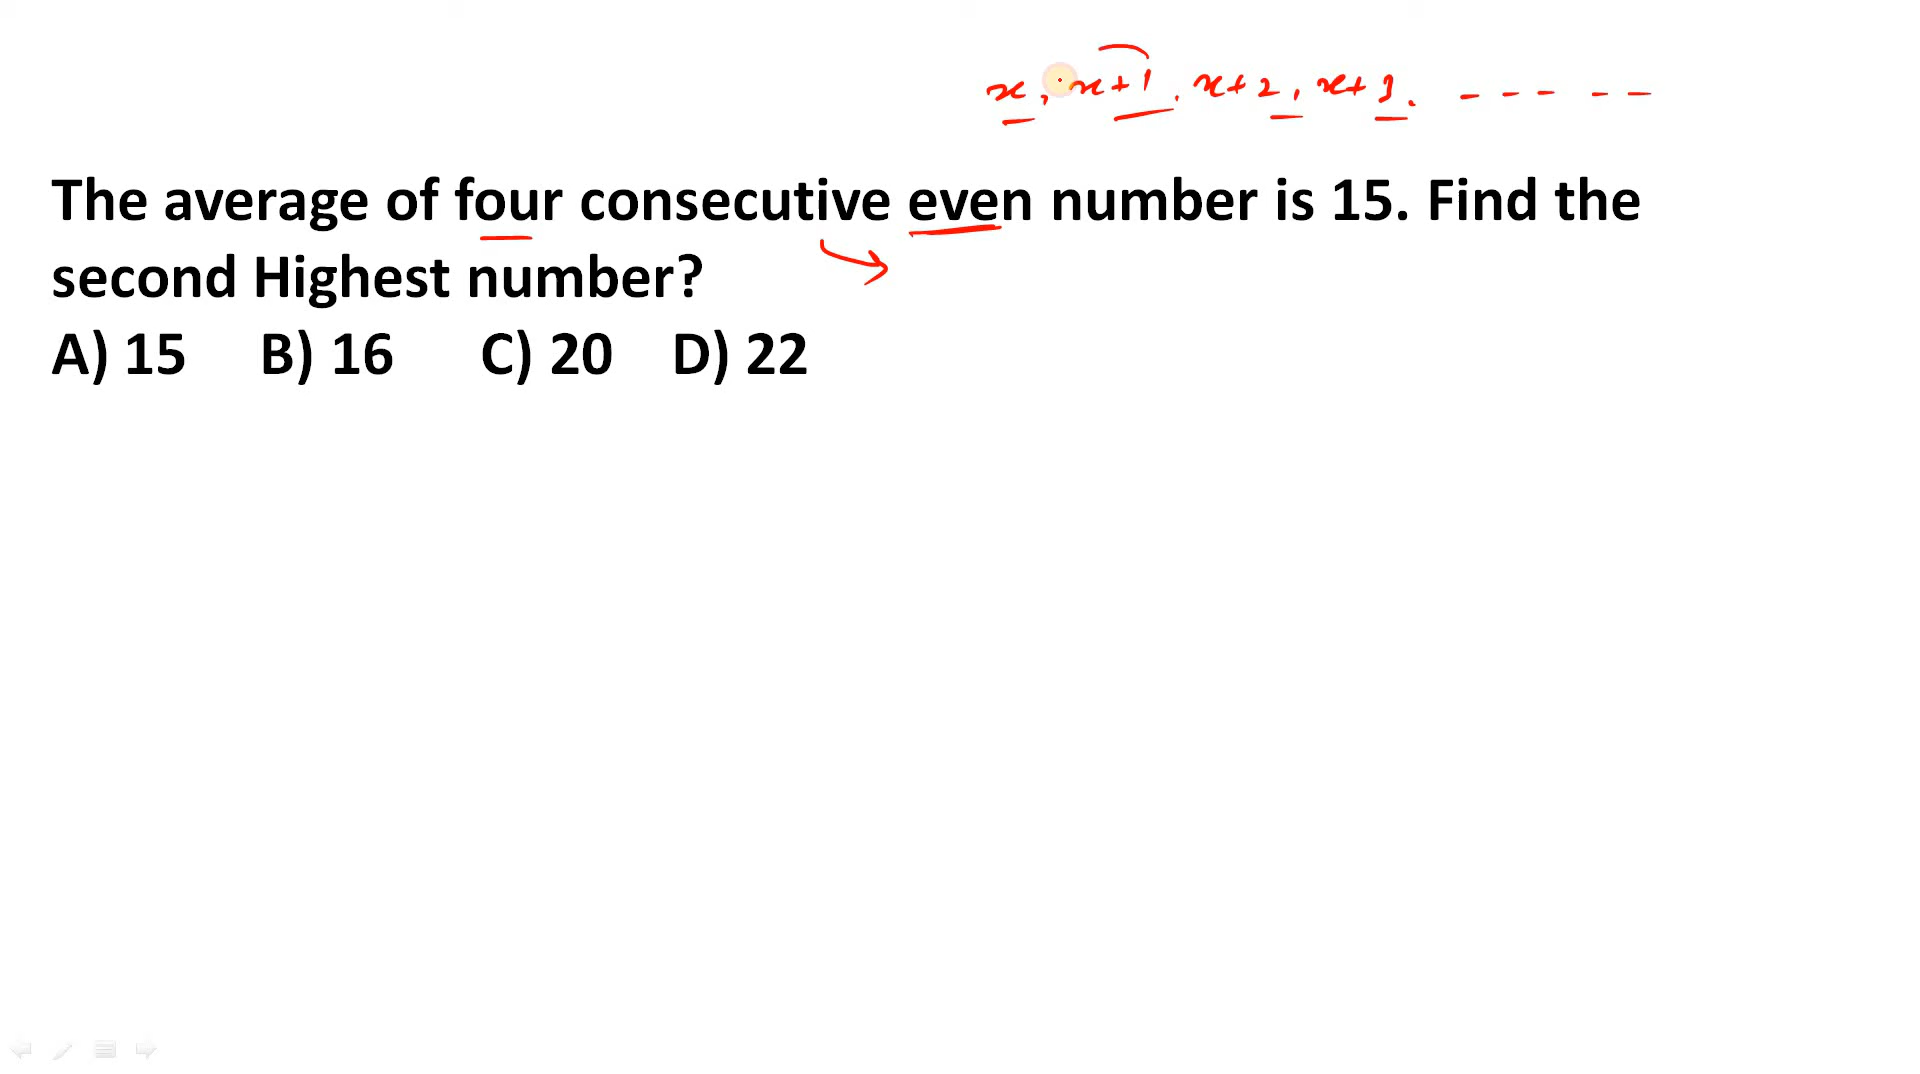 x, x+1, x+2, x+3. - - - - -
The average of four consecutive even number is 15. Find the
second Highest number?
A) 15 B) 16 C) 20 D) 22